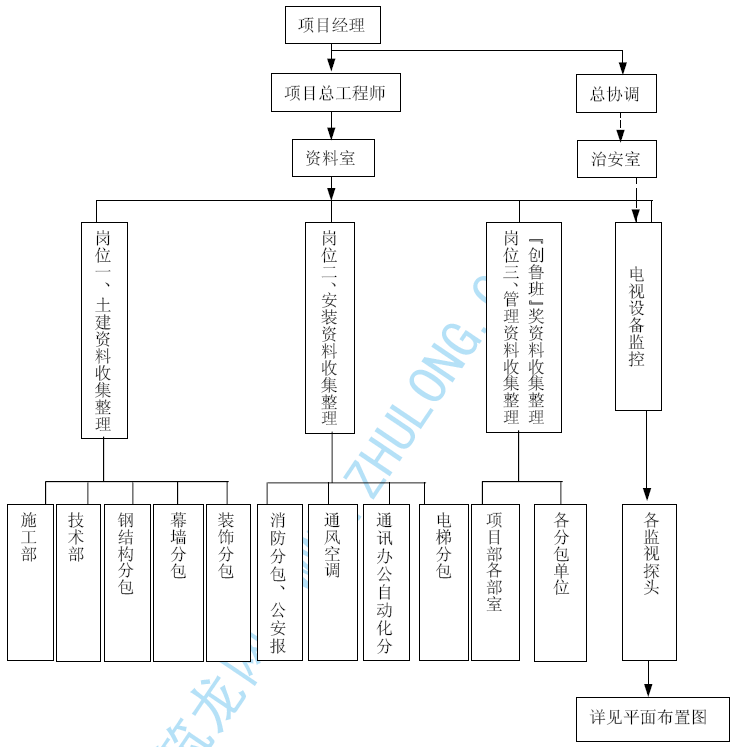 项目经理
项目总工程师
总协调
资料室
治安室
岗位一、土建资料收集整理
岗位二、安装资料收集整理
『创鲁班』奖资料收集整理
岗位三、管理资料收集整理
电视设备监控
施工部
技术部
钢结构分包
幕墙分包
装饰分包
消防分包、公安报
通风空调
通讯办公自动化分
电梯分包
项目部各部室
各分包单位
各监视探头
详见平面布置图
筑龙网
ZHULONG.C